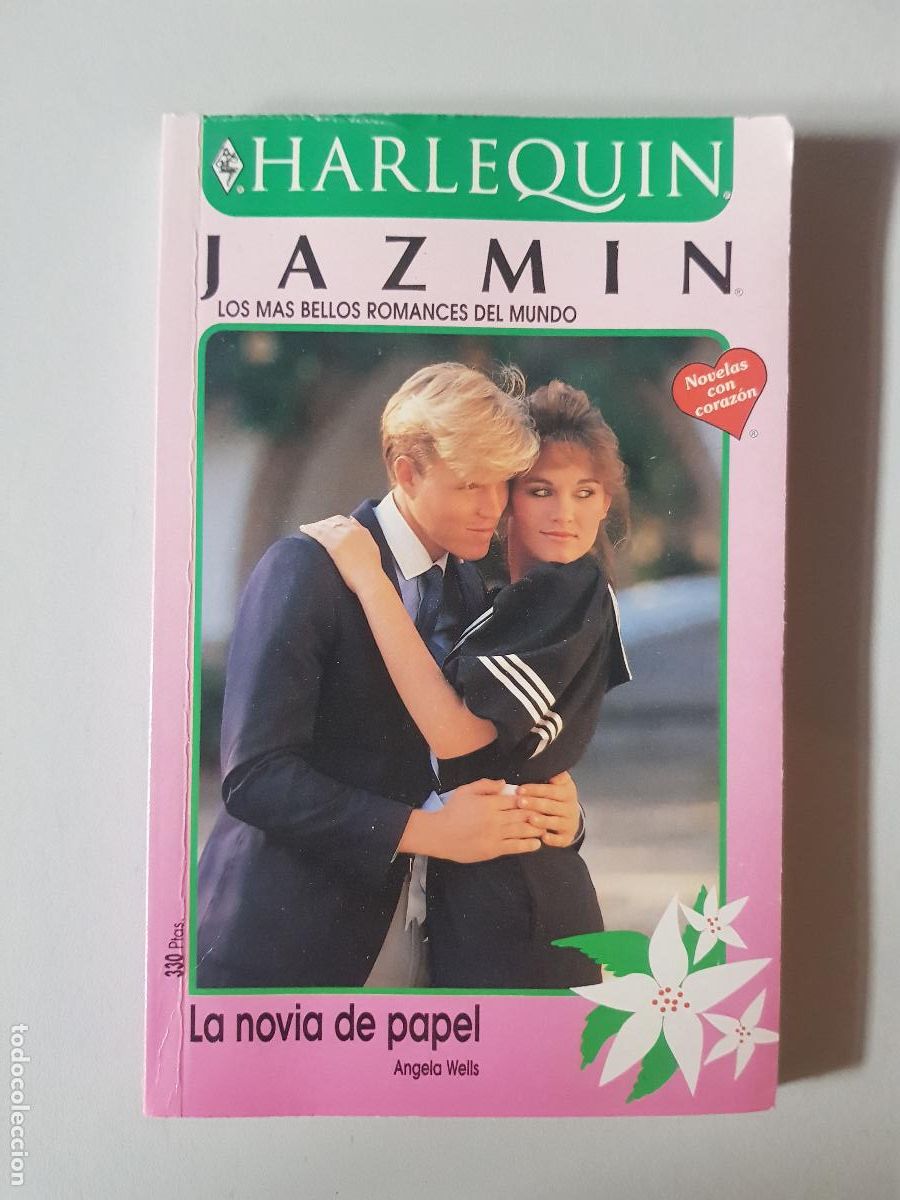 HARLEQUIN
JAZMIN
LOS MAS BELLOS ROMANCES DEL MUNDO
Novelas
con
corazón
330 Ptas.
La novia de papel
Angela Wells
todocoleccion